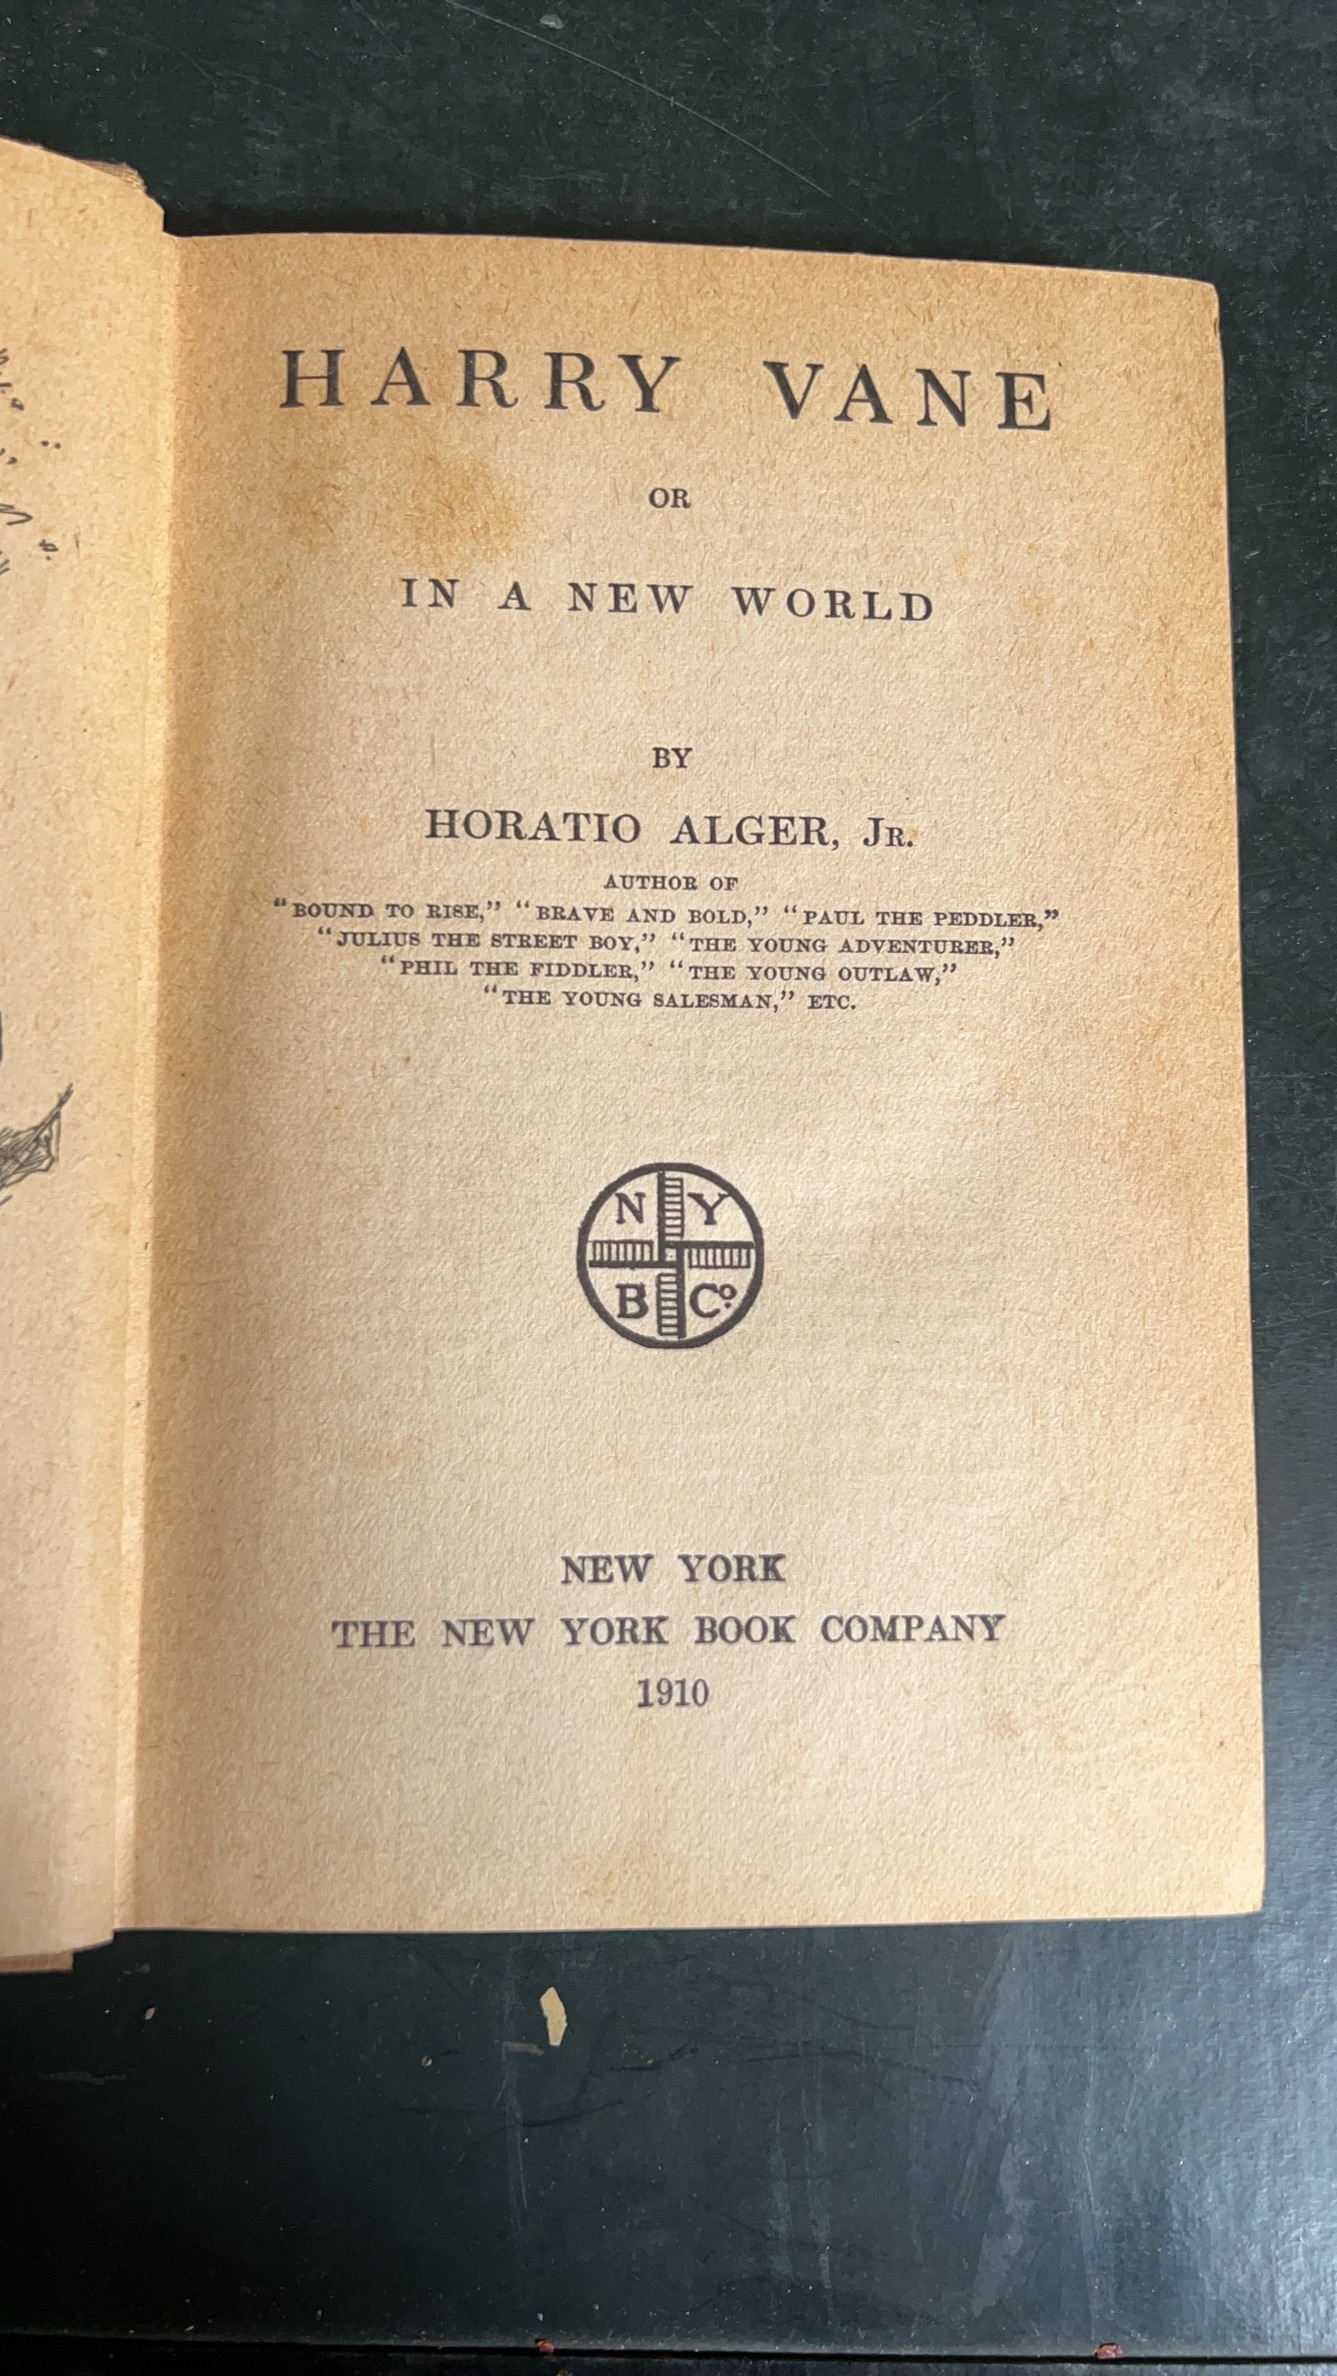 HARRY VANE
OR
IN A NEW WORLD
BY
HORATIO ALGER, JR.
AUTHOR OF
"BOUND TO RISE," "BRAVE AND BOLD," "PAUL THE PEDDLER,"
"JULIUS THE STREET BOY," "THE YOUNG ADVENTURER,"
"PHIL THE FIDDLER," "THE YOUNG OUTLAW,"
"THE YOUNG SALESMAN," ETC.
N Y
B Co.
NEW YORK
THE NEW YORK BOOK COMPANY
1910